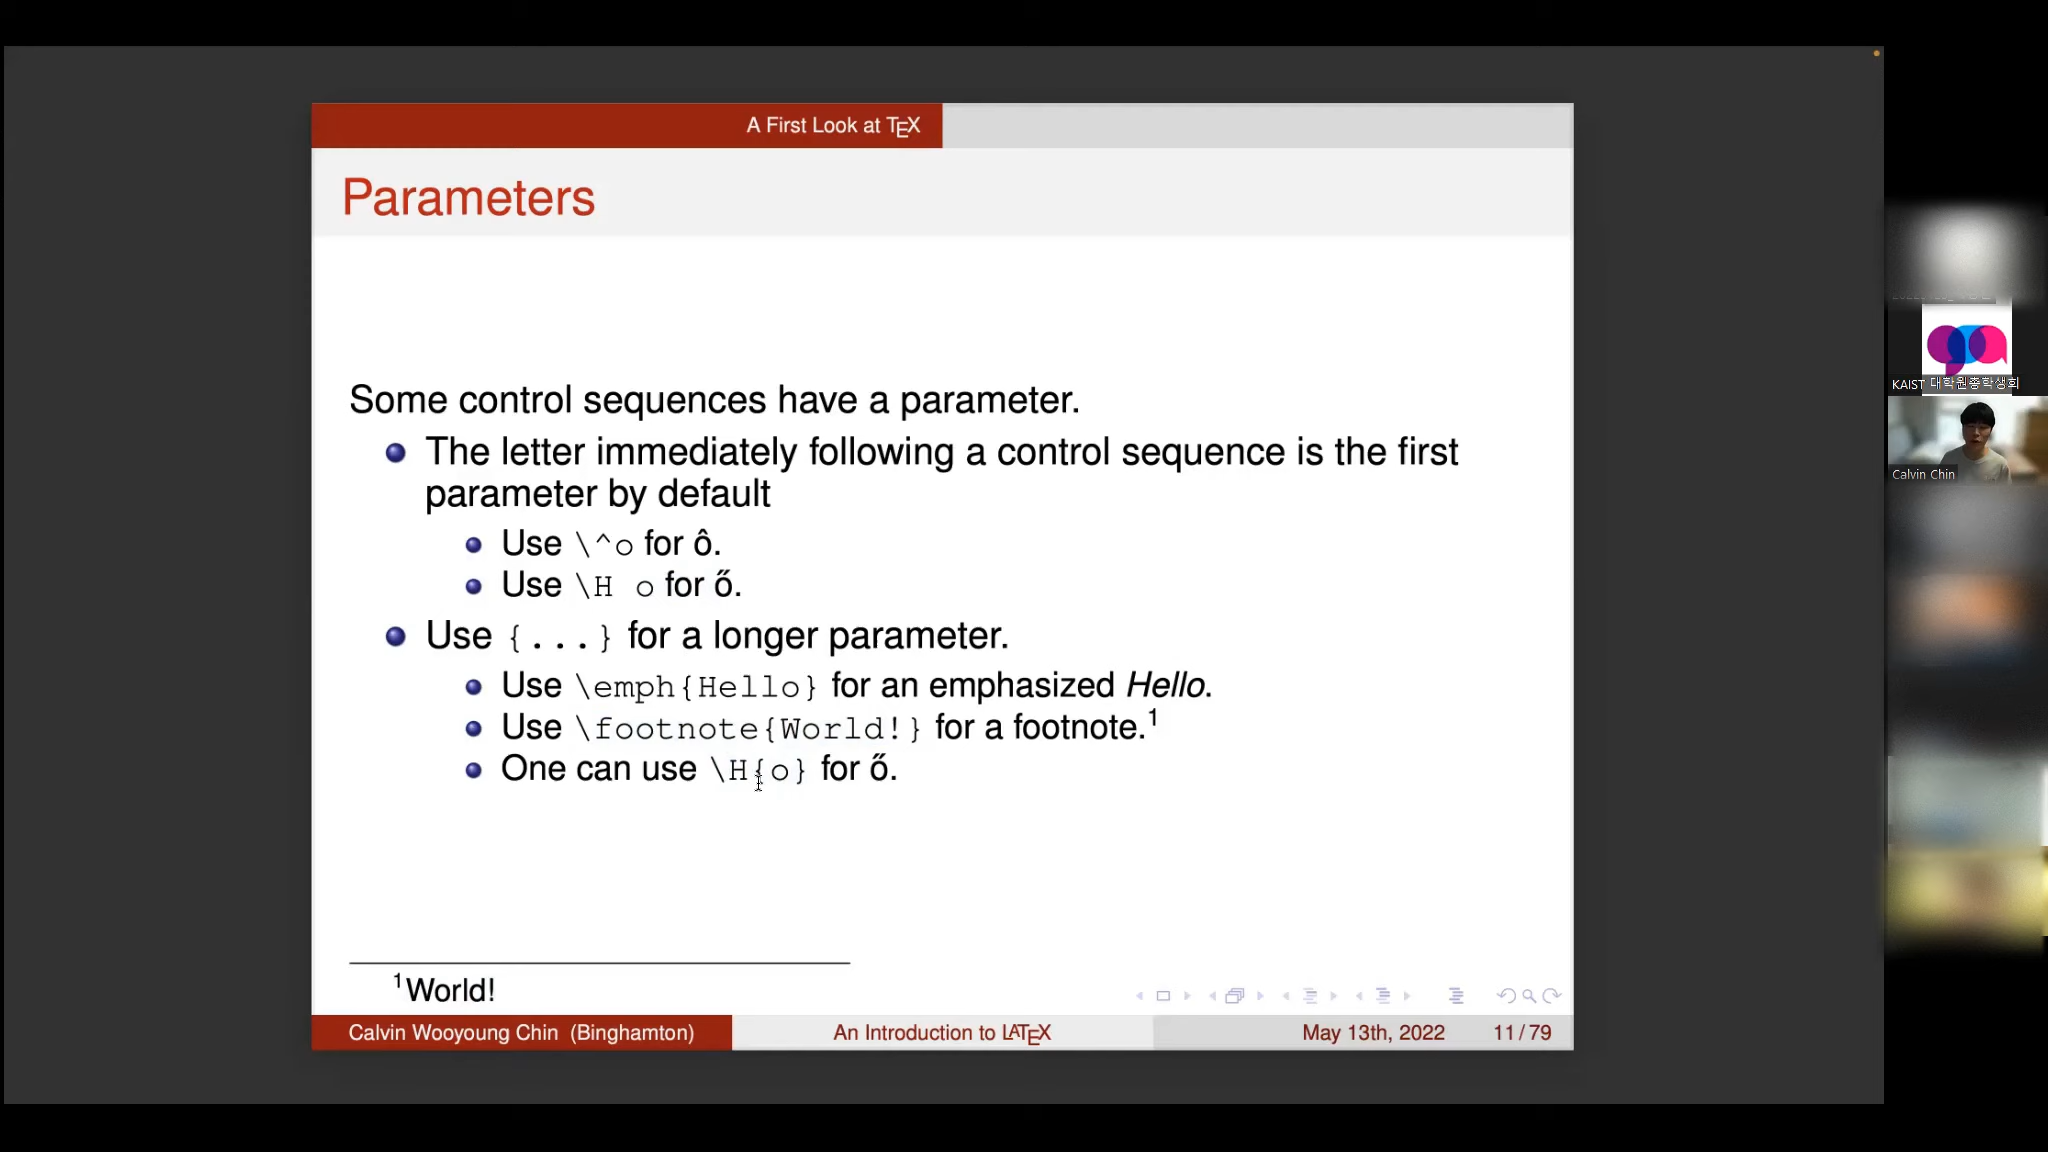 A First Look at TEX
Parameters
Some control sequences have a parameter.
The letter immediately following a control sequence is the first
parameter by default
Use \^o for ô.
Use \H o for ő.
Use {...} for a longer parameter.
Use \emph{Hello} for an emphasized Hello.
Use \footnote{World!} for a footnote.¹
One can use \H{o} for ő.
¹World!
Calvin Wooyoung Chin (Binghamton)
An Introduction to LATEX
May 13th, 2022
11 / 79
KAIST 대학원총학생회
Calvin Chin